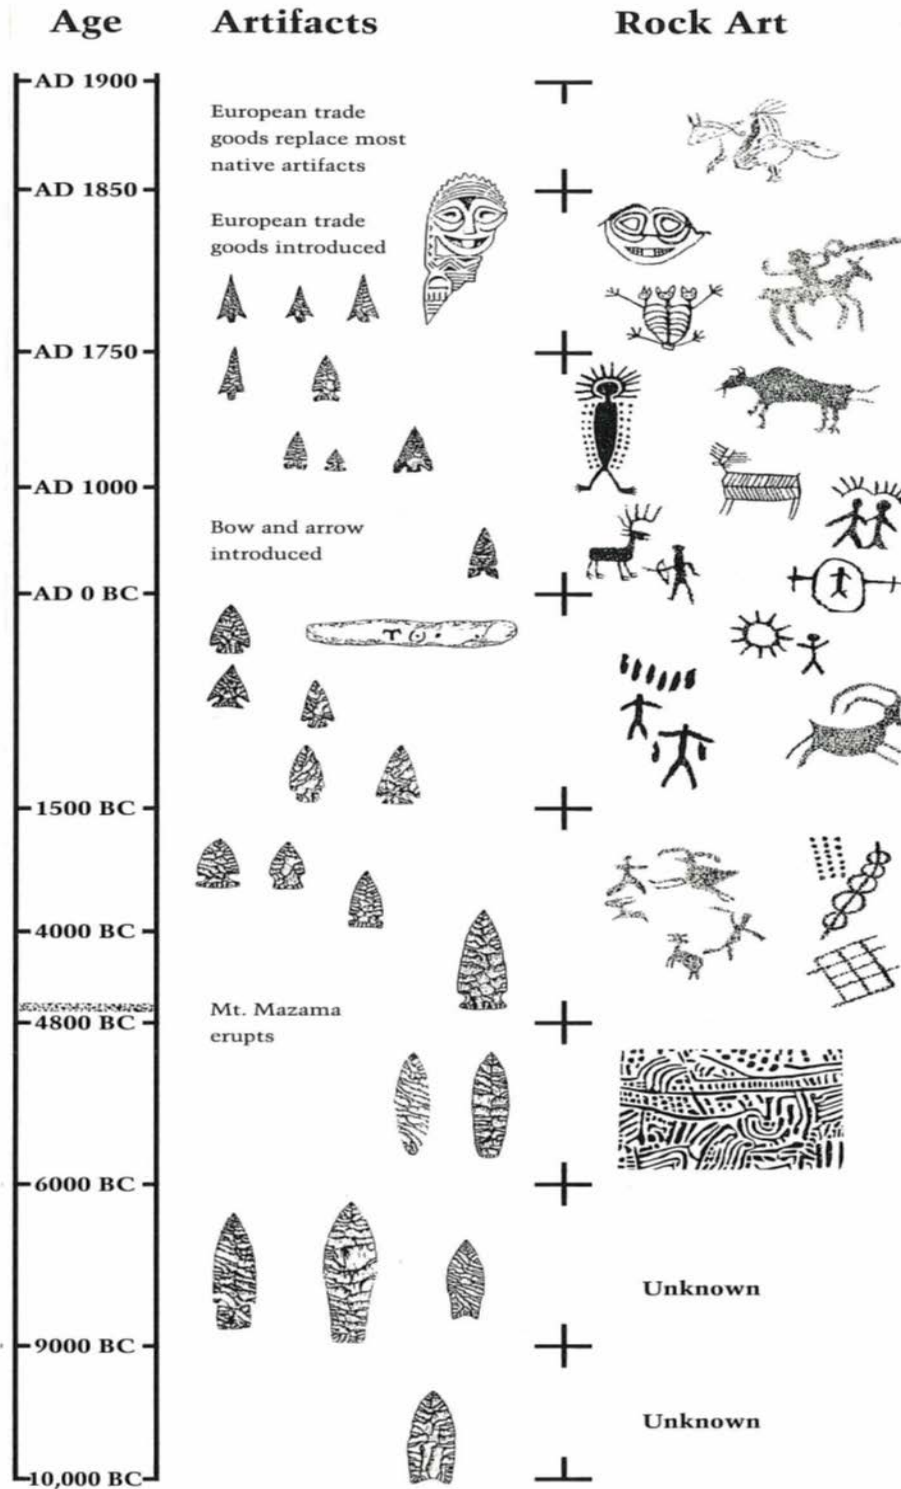 Age
Artifacts
Rock Art
AD 1900
European trade
goods replace most
native artifacts
AD 1850
European trade
goods introduced
AD 1750
AD 1000
Bow and arrow
introduced
AD 0 BC
1500 BC
4000 BC
Mt. Mazama
4800 BC
erupts
6000 BC
Unknown
9000 BC
Unknown
10,000 BC